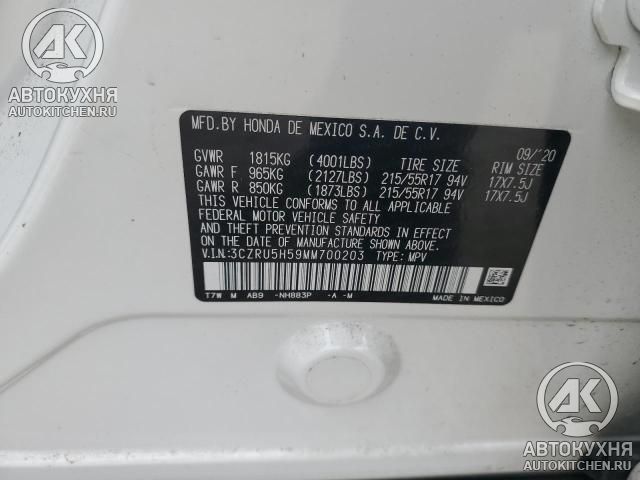 АК
АВТОКУХНЯ
AUTOKUHNI.RU
MFD.BY HONDA DE MEXICO S.A. DE C.V.
09/'20
GVWR 1815KG (4001LBS) TIRE SIZE RIM SIZE
GAWR F 965KG (2127LBS) 215/55R17 94V 17X7.5J
GAWR R 850KG (1873LBS) 215/55R17 94V 17X7.5J
THIS VEHICLE CONFORMS TO ALL APPLICABLE
FEDERAL MOTOR VEHICLE SAFETY
AND THEFT PREVENTION STANDARDS
IN EFFECT ON THE DATE OF
MANUFACTURE SHOWN ABOVE.
V.I.N:3CZRU5H59MM700203 TYPE: MPV
T7W M AB9 -NH883P -A -M MADE IN MEXICO
АК
АВТОКУХНЯ
AUTOKUHNI.RU